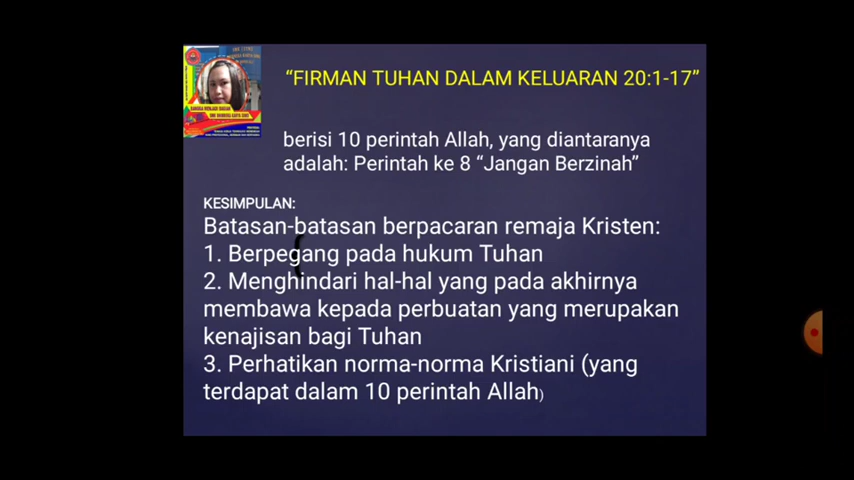 “FIRMAN TUHAN DALAM KELUARAN 20:1-17”
berisi 10 perintah Allah, yang diantaranya
adalah: Perintah ke 8 “Jangan Berzinah”
KESIMPULAN:
Batasan-batasan berpacaran remaja Kristen:
1. Berpegang pada hukum Tuhan
2. Menghindari hal-hal yang pada akhirnya
membawa kepada perbuatan yang merupakan
kenajisan bagi Tuhan
3. Perhatikan norma-norma Kristiani (yang
terdapat dalam 10 perintah Allah)